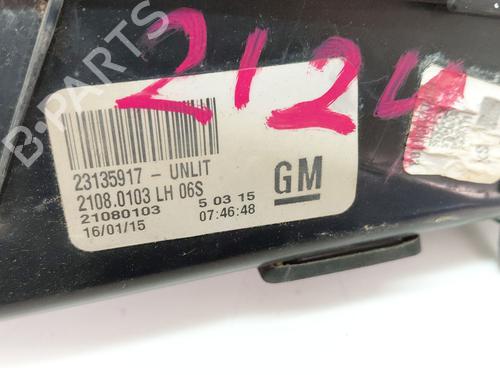 2124
23135917 - UNLIT
2108.0103 LH 06S
21080103
5 03 15
16/01/15
07:46:48
GM
B-PARTS